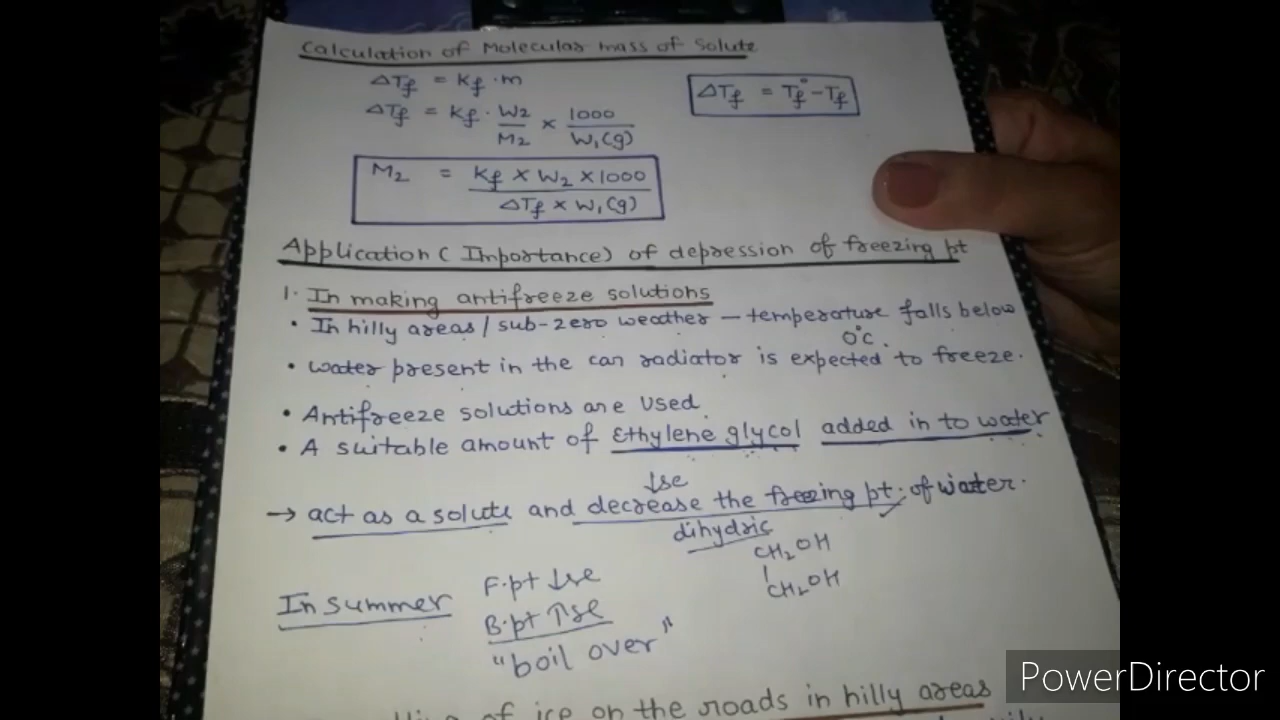 Calculation of Molecular mass of Solute
ΔTf = Kf . m
ΔTf = Tf° - Tf
ΔTf = Kf . W2/M2 × 1000/W1(g)
M2 = Kf × W2 × 1000 / ΔTf × W1(g)
Application ( Importance) of depression of freezing pt
1. In making antifreeze solutions
• In hilly areas / sub-zero weather – temperature falls below
0°c.
• water present in the car radiator is expected to freeze.
• Antifreeze solutions are used.
• A suitable amount of Ethylene glycol added in to water
↓se
→ act as a solute and decrease the freezing pt. of water.
dihydric
CH2OH
|
CH2OH
In summer
F.pt ↓se
B.pt ↑se
"boil over"
of ice on the roads in hilly areas
PowerDirector